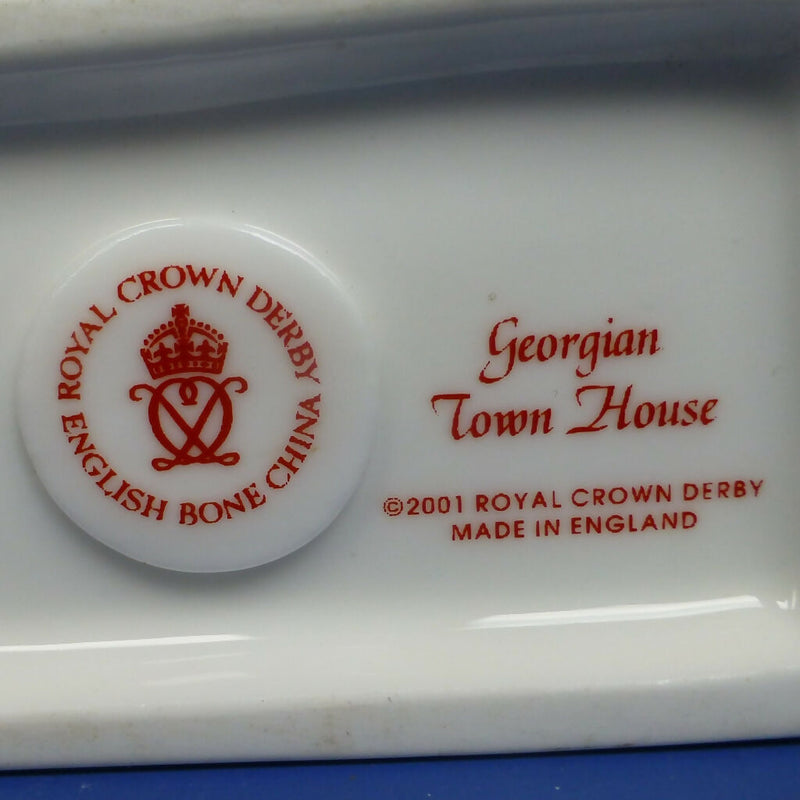 ROYAL CROWN DERBY
ENGLISH BONE CHINA
Georgian
Town House
©2001 ROYAL CROWN DERBY
MADE IN ENGLAND